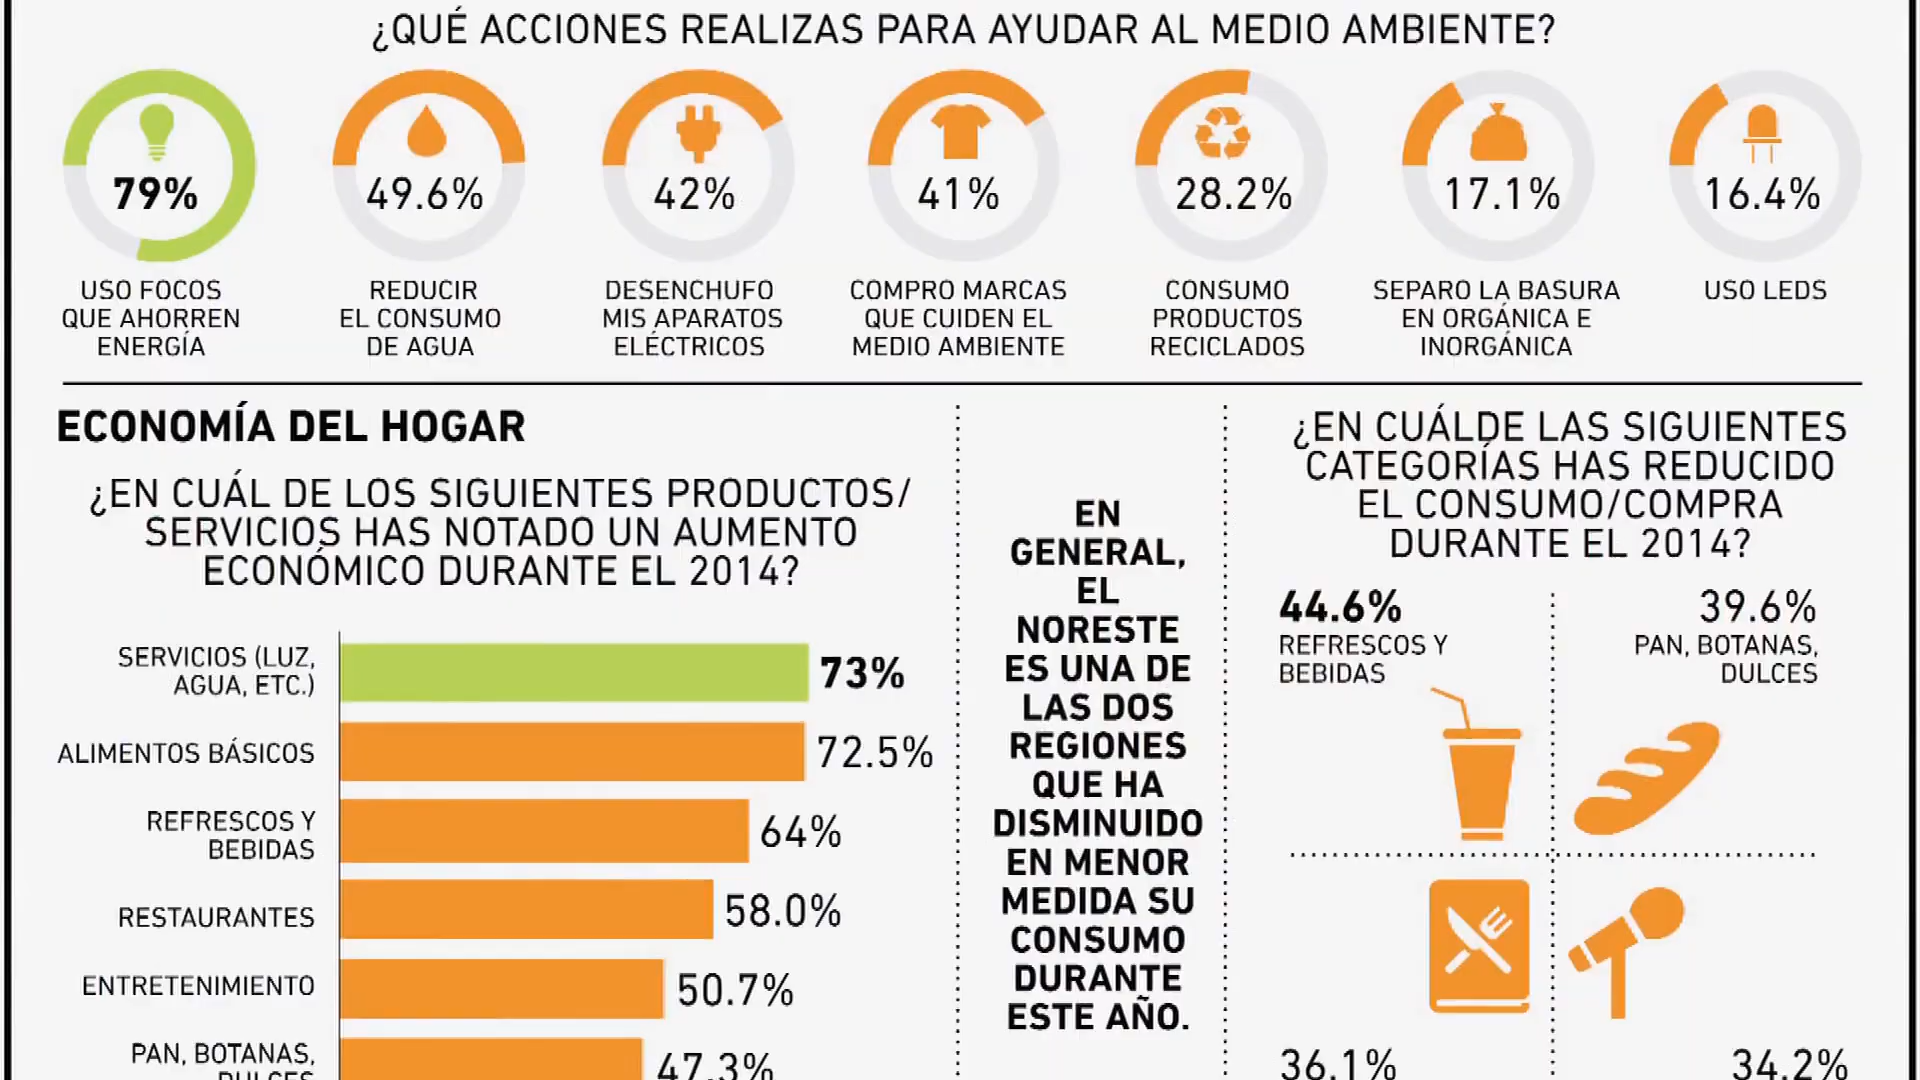 ¿QUÉ ACCIONES REALIZAS PARA AYUDAR AL MEDIO AMBIENTE?
79%
USO FOCOS
QUE AHORREN
ENERGÍA
49.6%
REDUCIR
EL CONSUMO
DE AGUA
42%
DESENCHUFO
MIS APARATOS
ELÉCTRICOS
41%
COMPRO MARCAS
QUE CUIDEN EL
MEDIO AMBIENTE
28.2%
CONSUMO
PRODUCTOS
RECICLADOS
17.1%
SEPARO LA BASURA
EN ORGÁNICA E
INORGÁNICA
16.4%
USO LEDS
ECONOMÍA DEL HOGAR
¿EN CUÁL DE LOS SIGUIENTES PRODUCTOS/
SERVICIOS HAS NOTADO UN AUMENTO
ECONÓMICO DURANTE EL 2014?
SERVICIOS (LUZ,
AGUA, ETC.)
73%
ALIMENTOS BÁSICOS
72.5%
REFRESCOS Y
BEBIDAS
64%
RESTAURANTES
58.0%
ENTRETENIMIENTO
50.7%
PAN, BOTANAS,
DULCES
47.3%
EN
GENERAL,
EL
NORESTE
ES UNA DE
LAS DOS
REGIONES
QUE HA
DISMINUIDO
EN MENOR
MEDIDA SU
CONSUMO
DURANTE
ESTE AÑO.
¿EN CUÁLDE LAS SIGUIENTES
CATEGORÍAS HAS REDUCIDO
EL CONSUMO/COMPRA
DURANTE EL 2014?
44.6%
REFRESCOS Y
BEBIDAS
39.6%
PAN, BOTANAS,
DULCES
36.1%
34.2%